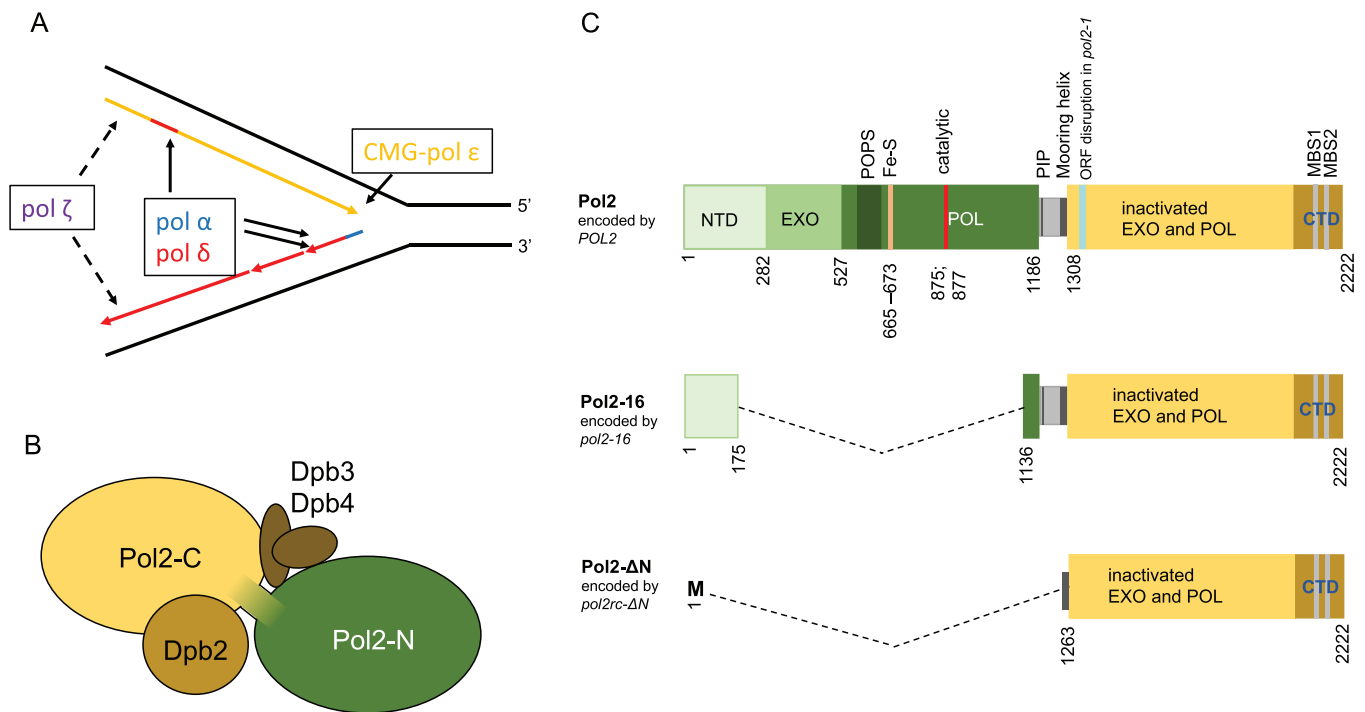 A
CMG-pol ε
pol ζ
pol α
pol δ
5’
3’
B
Dpb3
Dpb4
Pol2-C
Dpb2
Pol2-N
C
POPS
Fe-S
catalytic
PIP
Mooring helix
ORF disruption in pol2-1
MBS1
MBS2
Pol2
encoded by
POL2
NTD
EXO
POL
inactivated
EXO and POL
CTD
1
282
527
665–673
875;
877
1186
1308
2222
Pol2-16
encoded by
pol2-16
inactivated
EXO and POL
CTD
1
175
1136
2222
Pol2-ΔN
encoded by
pol2rc-ΔN
M
1
inactivated
EXO and POL
CTD
1263
2222